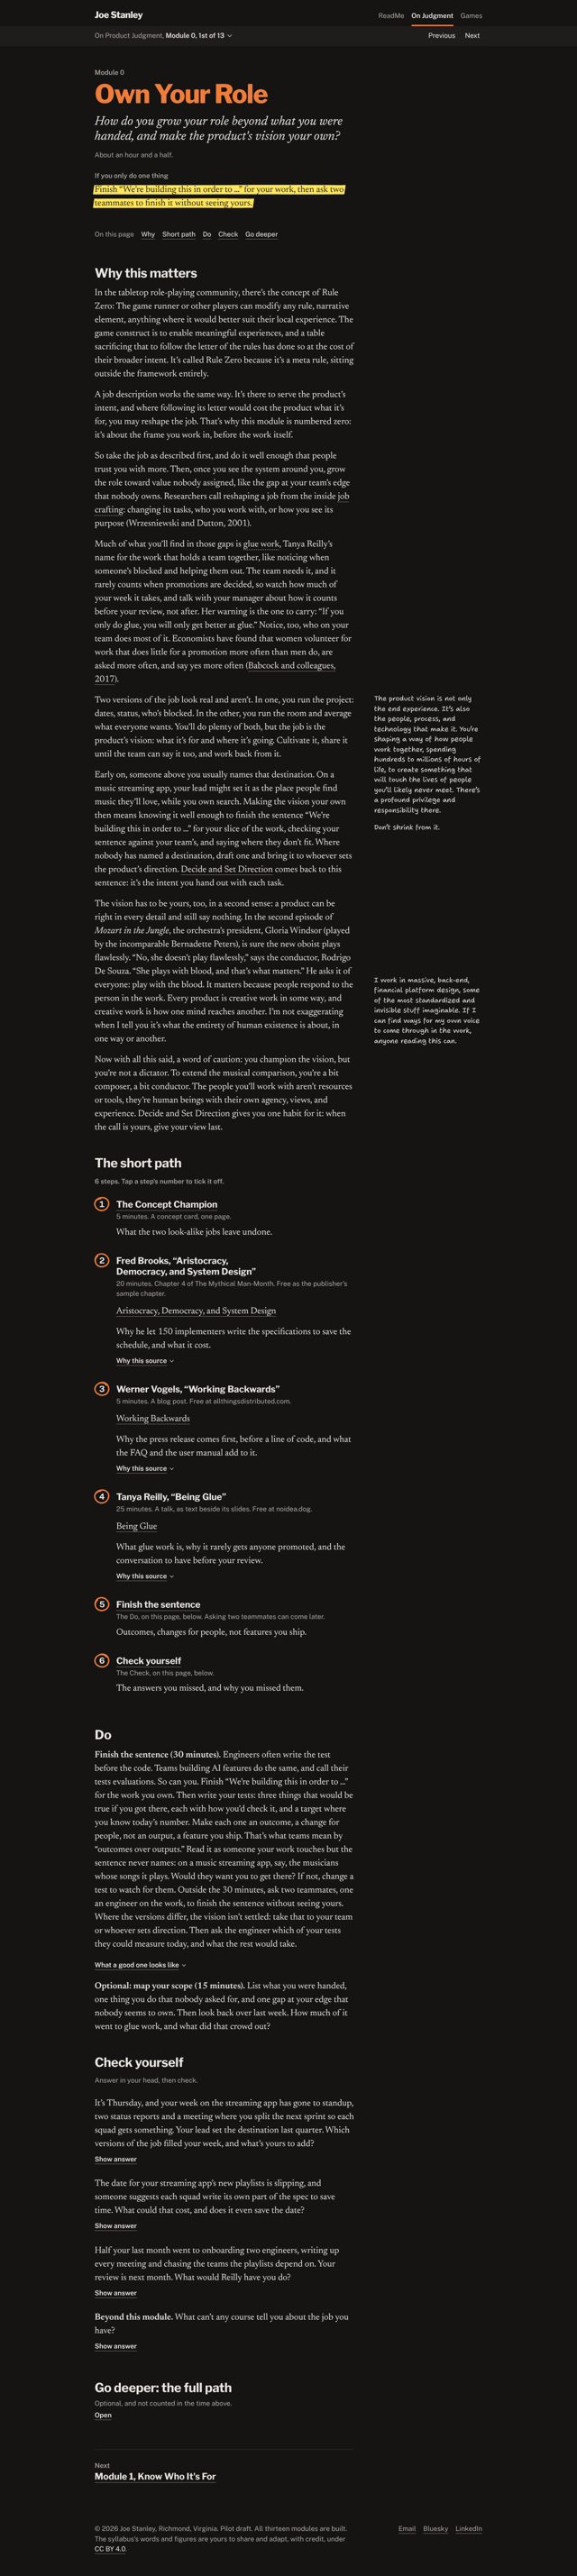 Joe Stanley
ReadMe On Judgment Games
On Product Judgment, Module 0, 1st of 13
Previous Next
Module 0
Own Your Role
How do you grow your role beyond what you were
handed, and make the product's vision your own?
About an hour and a half.
If you only do one thing
Finish “We're building this in order to ...” for your work, then ask two
teammates to finish it without seeing yours.
On this page Why Short path Do Check Go deeper
Why this matters
In the tabletop role-playing community, there's the concept of Rule
Zero: The game runner or other players can modify any rule, narrative
element, anything where it would better suit their local experience. The
game construct is to enable meaningful experiences, and a table
sacrificing that to follow the letter of the rules has done so at the cost of
their broader intent. It's called Rule Zero because it's a meta rule, sitting
outside the framework entirely.
A job description works the same way. It's there to serve the product's
intent, and where following its letter would cost the product what it's
for, you may reshape the job. That's why this module is numbered zero:
it's about the frame you work in, before the work itself.
So take the job as described first, and do it well enough that people
trust you with more. Then, once you see the system around you, grow
the role toward value nobody assigned, like the gap at your team's edge
that nobody owns. Researchers call reshaping a job from the inside job
crafting: changing its tasks, who you work with, or how you see its
purpose (Wrzesniewski and Dutton, 2001).
Much of what you'll find in those gaps is glue work, Tanya Reilly's
name for the work that holds a team together, like noticing when
someone's blocked and helping them out. The team needs it, and it
rarely counts when promotions are decided, so watch how much of
your week it takes, and talk with your manager about how it counts
before your review, not after. Her warning is the one to carry: “If you
only do glue, you will only get better at glue.” Notice, too, who on your
team does most of it. Economists have found that women volunteer for
work that does little for a promotion more often than men do, are
asked more often, and say yes more often (Babcock and colleagues,
2017).
Two versions of the job look real and aren't. In one, you run the project:
dates, status, who's blocked. In the other, you run the room and average
what everyone wants. You'll do plenty of both, but the job is the
product's vision: what it's for and where it's going. Cultivate it, share it
until the team can say it too, and work back from it.
The product vision is not only
the end experience. It's also
the people, process, and
technology that make it. You're
shaping a way of how people
work together, spending
hundreds to millions of hours of
life, to create something that
will touch the lives of people
you'll likely never meet. There's
a profound privilege and
responsibility there.
Don't shrink from it.
Early on, someone above you usually names that destination. On a
music streaming app, your lead might set it as the place people find
music they'll love, while you own search. Making the vision your own
then means knowing it well enough to finish the sentence “We're
building this in order to ...” for your slice of the work, checking your
sentence against your team's, and saying where they don't fit. Where
nobody has named a destination, draft one and bring it to whoever sets
the product's direction. Decide and Set Direction comes back to this
sentence: it's the intent you hand out with each task.
The vision has to be yours, too, in a second sense: a product can be
right in every detail and still say nothing. In the second episode of
Mozart in the Jungle, the orchestra's president, Gloria Windsor (played
by the incomparable Bernadette Peters), is sure the new oboist plays
flawlessly. “No, she doesn't play flawlessly,” says the conductor, Rodrigo
De Souza. “She plays with blood, and that's what matters.” He asks it of
everyone: play with the blood. It matters because people respond to the
person in the work. Every product is creative work in some way, and
creative work is how one mind reaches another. I'm not exaggerating
when I tell you it's what the entirety of human existence is about, in
one way or another.
I work in massive, back-end,
financial platform design, some
of the most standardized and
invisible stuff imaginable. If I
can find ways for my own voice
to come through in the work,
anyone reading this can.
Now with all this said, a word of caution: you champion the vision, but
you're not a dictator. To extend the musical comparison, you're a bit
composer, a bit conductor. The people you'll work with aren't resources
or tools, they're human beings with their own agency, views, and
experience. Decide and Set Direction gives you one habit for it: when
the call is yours, give your view last.
The short path
6 steps. Tap a step's number to tick it off.
1 The Concept Champion
5 minutes. A concept card, one page.
What the two look-alike jobs leave undone.
2 Fred Brooks, “Aristocracy,
Democracy, and System Design”
20 minutes. Chapter 4 of The Mythical Man-Month. Free as the publisher's
sample chapter.
Aristocracy, Democracy, and System Design
Why he let 150 implementers write the specifications to save the
schedule, and what it cost.
Why this source
3 Werner Vogels, “Working Backwards”
5 minutes. A blog post. Free at allthingsdistributed.com.
Working Backwards
Why the press release comes first, before a line of code, and what
the FAQ and the user manual add to it.
Why this source
4 Tanya Reilly, “Being Glue”
25 minutes. A talk, as text beside its slides. Free at noidea.dog.
Being Glue
What glue work is, why it rarely gets anyone promoted, and the
conversation to have before your review.
Why this source
5 Finish the sentence
The Do, on this page, below. Asking two teammates can come later.
Outcomes, changes for people, not features you ship.
6 Check yourself
The Check, on this page, below.
The answers you missed, and why you missed them.
Do
Finish the sentence (30 minutes). Engineers often write the test
before the code. Teams building AI features do the same, and call their
tests evaluations. So can you. Finish “We're building this in order to ...”
for the work you own. Then write your tests: three things that would be
true if you got there, each with how you'd check it, and a target where
you know today's number. Make each one an outcome, a change for
people, not an output, a feature you ship. That's what teams mean by
“outcomes over outputs.” Read it as someone your work touches but the
sentence never names: on a music streaming app, say, the musicians
whose songs it plays. Would they want you to get there? If not, change a
test to watch for them. Outside the 30 minutes, ask two teammates, one
an engineer on the work, to finish the sentence without seeing yours.
Where the versions differ, the vision isn't settled: take that to your team
or whoever sets direction. Then ask the engineer which of your tests
they could measure today, and what the rest would take.
What a good one looks like
Optional: map your scope (15 minutes). List what you were handed,
one thing you do that nobody asked for, and one gap at your edge that
nobody seems to own. Then look back over last week. How much of it
went to glue work, and what did that crowd out?
Check yourself
Answer in your head, then check.
It's Thursday, and your week on the streaming app has gone to standup,
two status reports and a meeting where you split the next sprint so each
squad gets something. Your lead set the destination last quarter. Which
versions of the job filled your week, and what's yours to add?
Show answer
The date for your streaming app's new playlists is slipping, and
someone suggests each squad write its own part of the spec to save
time. What could that cost, and does it even save the date?
Show answer
Half your last month went to onboarding two engineers, writing up
every meeting and chasing the teams the playlists depend on. Your
review is next month. What would Reilly have you do?
Show answer
Beyond this module. What can't any course tell you about the job you
have?
Show answer
Go deeper: the full path
Optional, and not counted in the time above.
Open
Next
Module 1, Know Who It's For
© 2026 Joe Stanley, Richmond, Virginia. Pilot draft. All thirteen modules are built.
The syllabus's words and figures are yours to share and adapt, with credit, under
CC BY 4.0.
Email Bluesky LinkedIn